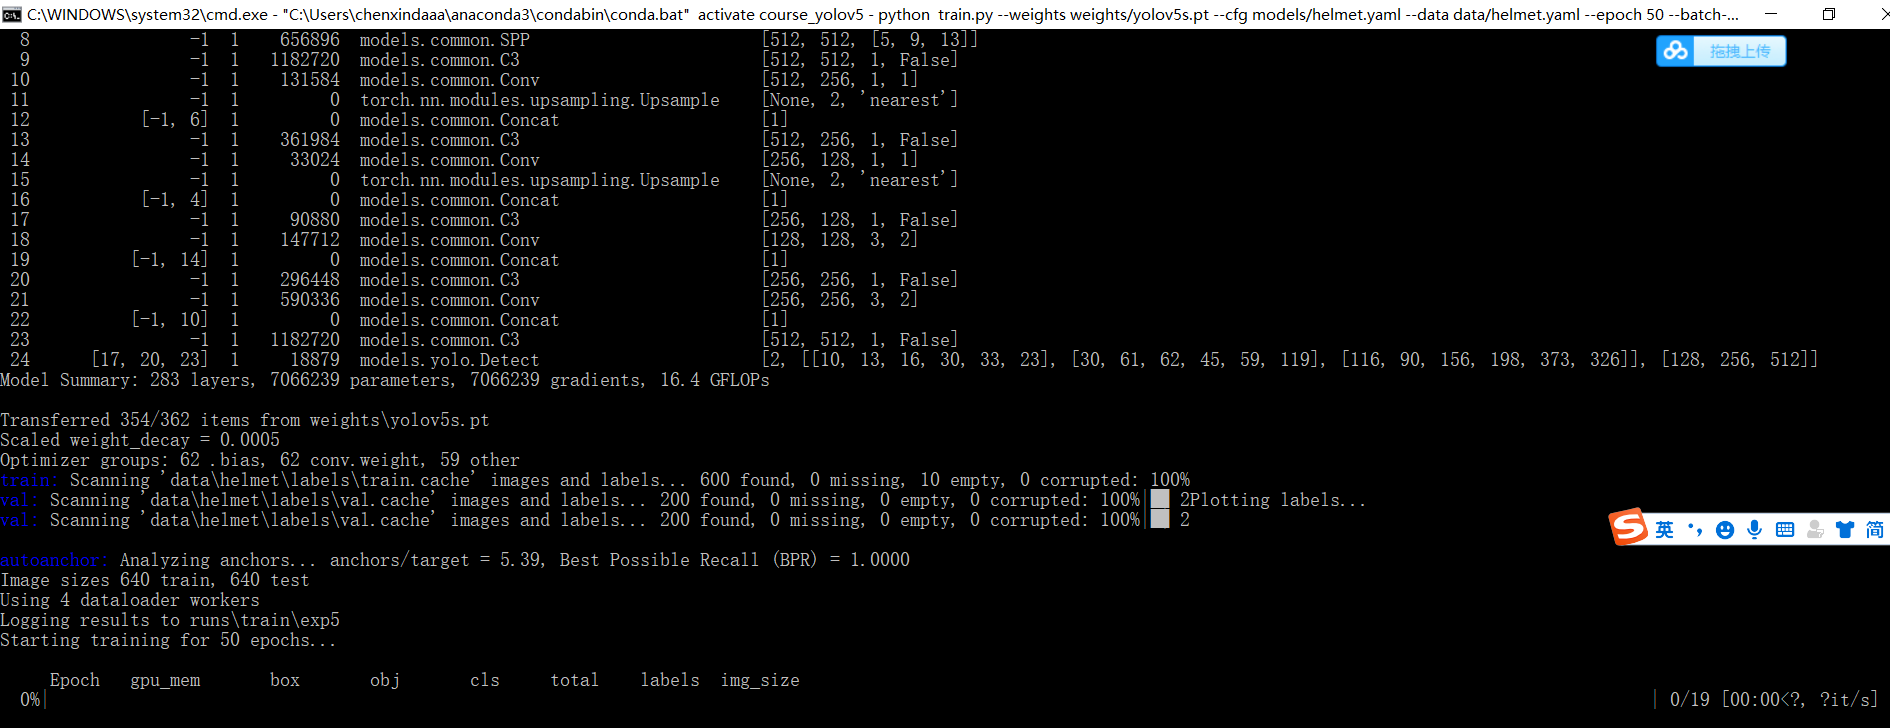 C:\WINDOWS\system32\cmd.exe - "C:\Users\chenxindaaa\anaconda3\condabin\conda.bat"  activate course_yolov5 - python  train.py --weights weights/yolov5s.pt --cfg models/helmet.yaml --data data/helmet.yaml --epoch 50 --batch-...
8 -1 1 656896 models.common.SPP [512, 512, [5, 9, 13]]
拖拽上传
9 -1 1 1182720 models.common.C3 [512, 512, 1, False]
10 -1 1 131584 models.common.Conv [512, 256, 1, 1]
11 -1 1 0 torch.nn.modules.upsampling.Upsample [None, 2, 'nearest']
12 [-1, 6] 1 0 models.common.Concat [1]
13 -1 1 361984 models.common.C3 [512, 256, 1, False]
14 -1 1 33024 models.common.Conv [256, 128, 1, 1]
15 -1 1 0 torch.nn.modules.upsampling.Upsample [None, 2, 'nearest']
16 [-1, 4] 1 0 models.common.Concat [1]
17 -1 1 90880 models.common.C3 [256, 128, 1, False]
18 -1 1 147712 models.common.Conv [128, 128, 3, 2]
19 [-1, 14] 1 0 models.common.Concat [1]
20 -1 1 296448 models.common.C3 [256, 256, 1, False]
21 -1 1 590336 models.common.Conv [256, 256, 3, 2]
22 [-1, 10] 1 0 models.common.Concat [1]
23 -1 1 1182720 models.common.C3 [512, 512, 1, False]
24 [17, 20, 23] 1 18879 models.yolo.Detect [2, [[10, 13, 16, 30, 33, 23], [30, 61, 62, 45, 59, 119], [116, 90, 156, 198, 373, 326]], [128, 256, 512]]
Model Summary: 283 layers, 7066239 parameters, 7066239 gradients, 16.4 GFLOPs
Transferred 354/362 items from weights\yolov5s.pt
Scaled weight_decay = 0.0005
Optimizer groups: 62 .bias, 62 conv.weight, 59 other
train: Scanning 'data\helmet\labels\train.cache' images and labels... 600 found, 0 missing, 10 empty, 0 corrupted: 100%
val: Scanning 'data\helmet\labels\val.cache' images and labels... 200 found, 0 missing, 0 empty, 0 corrupted: 100%|█| 2Plotting labels...
val: Scanning 'data\helmet\labels\val.cache' images and labels... 200 found, 0 missing, 0 empty, 0 corrupted: 100%|█| 2
S 英 简
autoanchor: Analyzing anchors... anchors/target = 5.39, Best Possible Recall (BPR) = 1.0000
Image sizes 640 train, 640 test
Using 4 dataloader workers
Logging results to runs\train\exp5
Starting training for 50 epochs...
Epoch gpu_mem box obj cls total labels img_size
0%| | 0/19 [00:00<?, ?it/s]